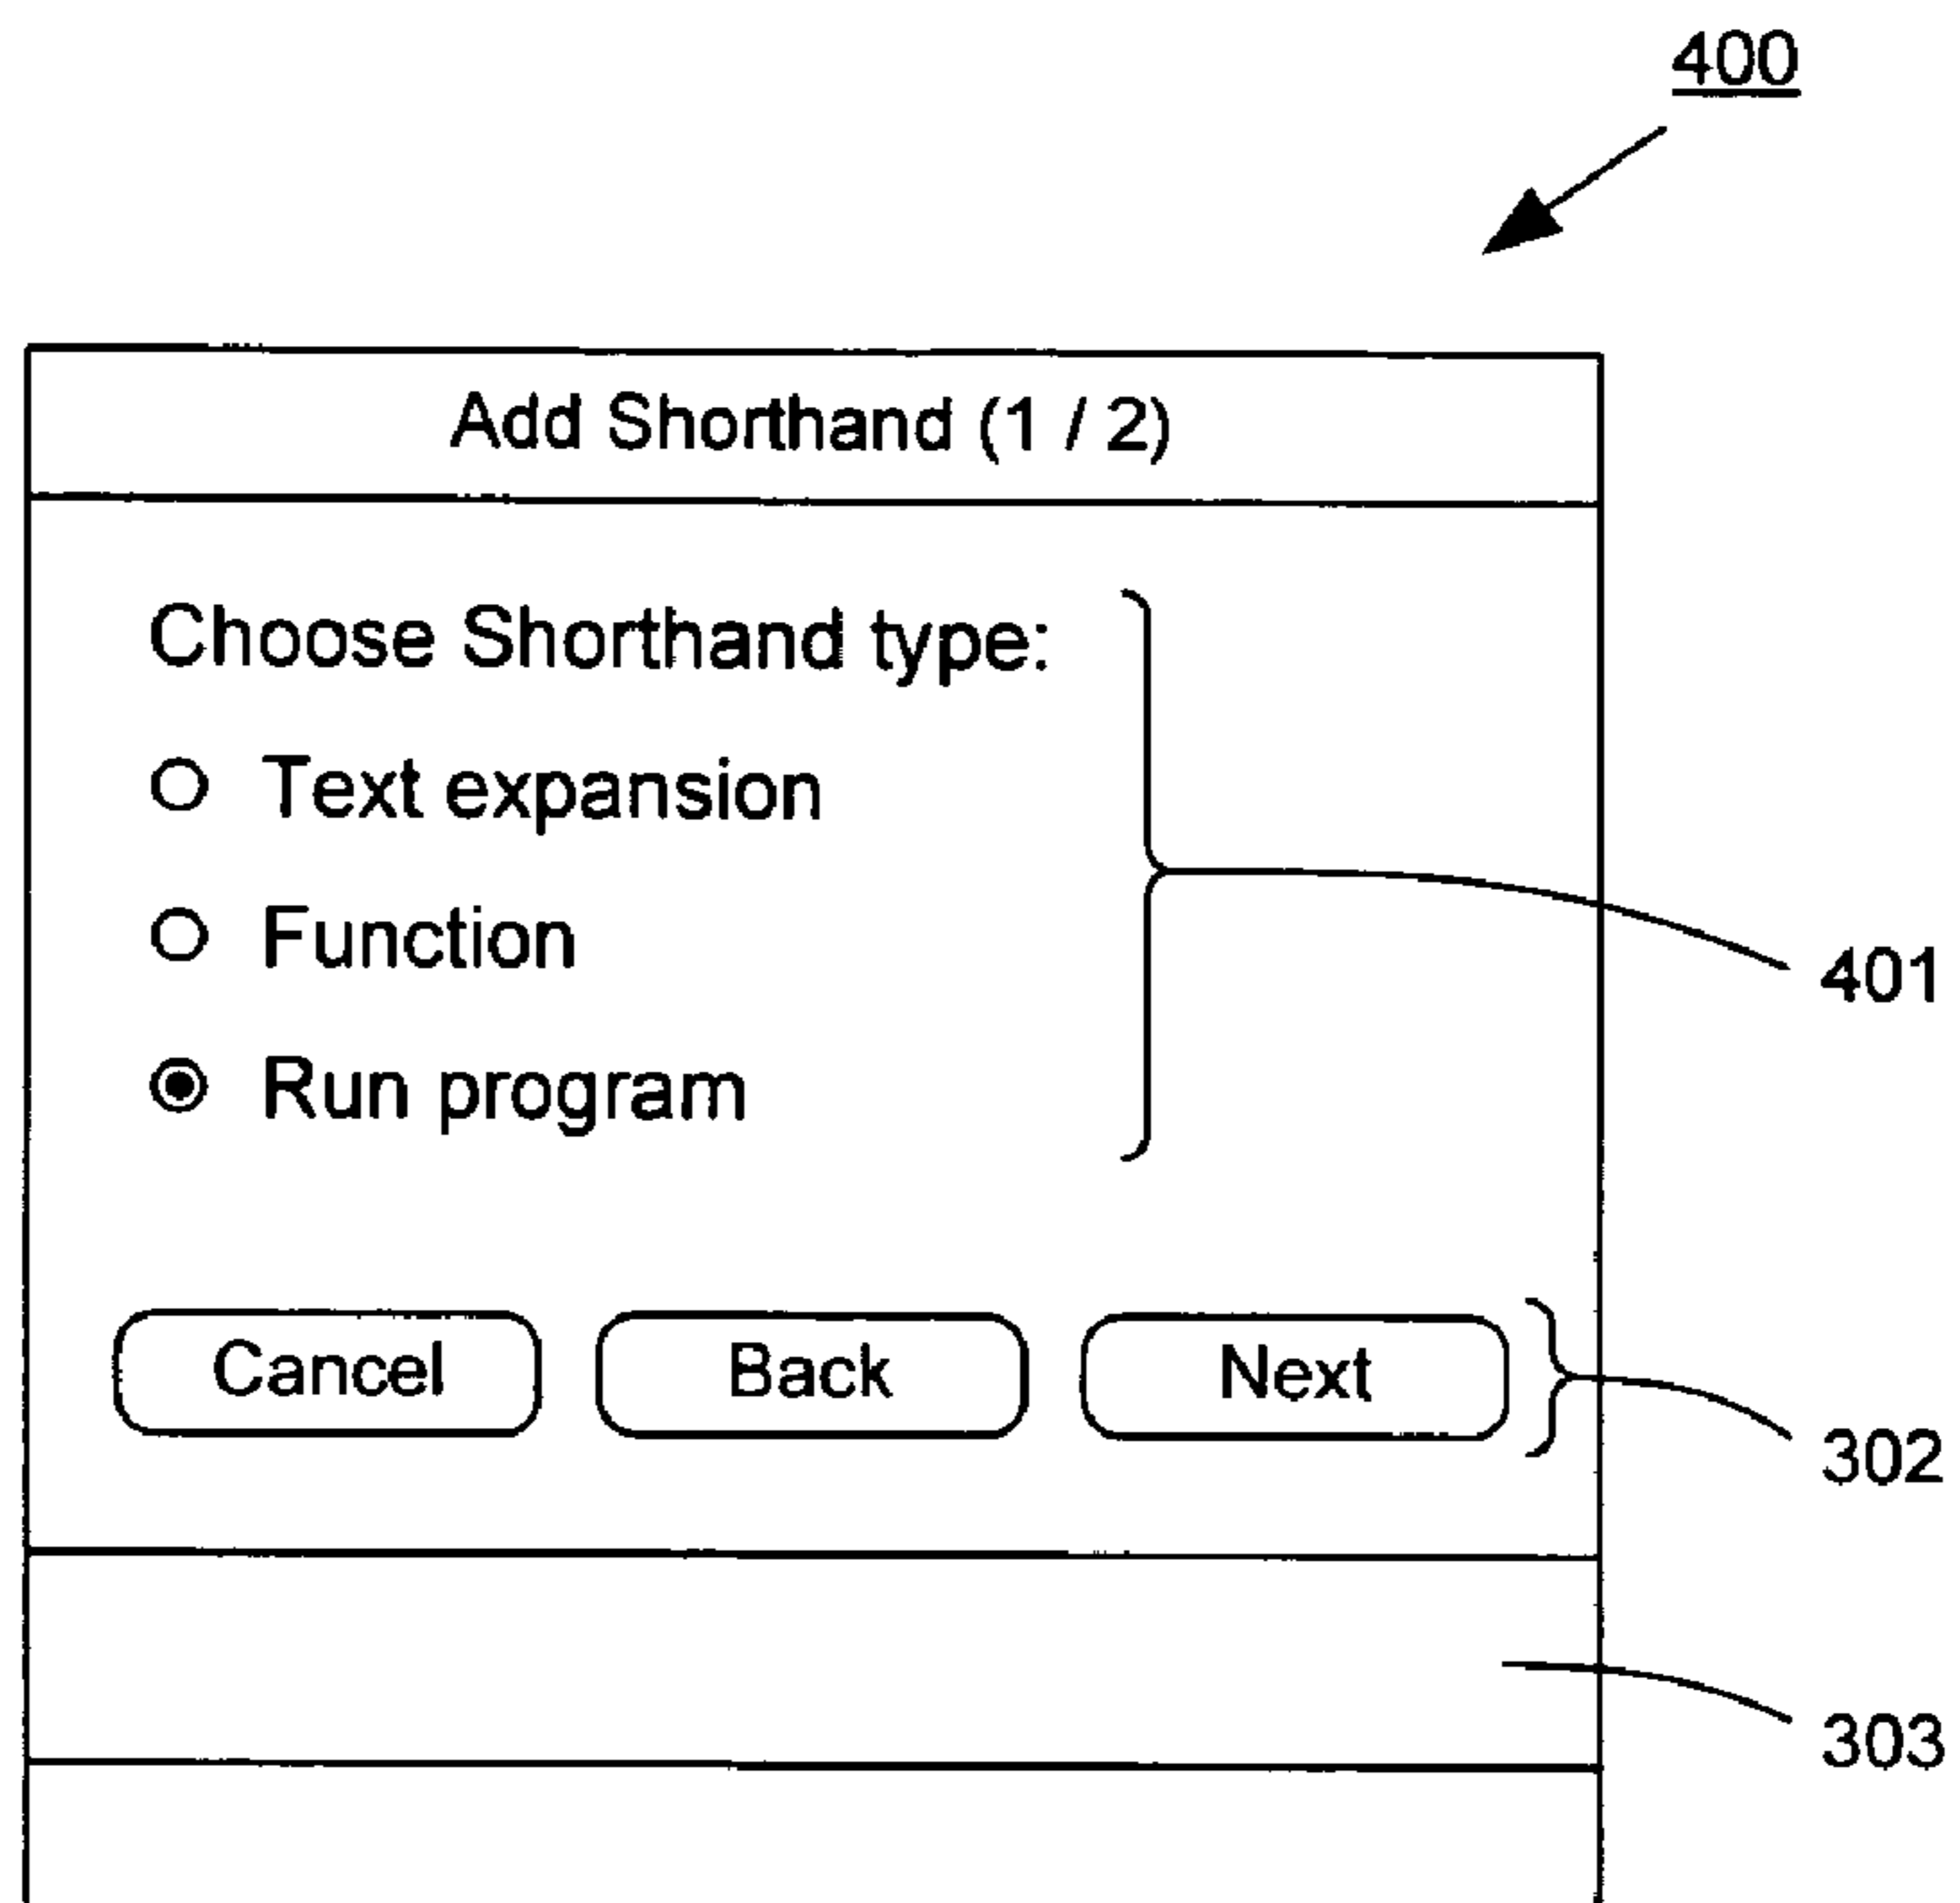 400
Add Shorthand (1 / 2)
Choose Shorthand type:
Text expansion
Function
401
Run program
Cancel Back Next
302
303